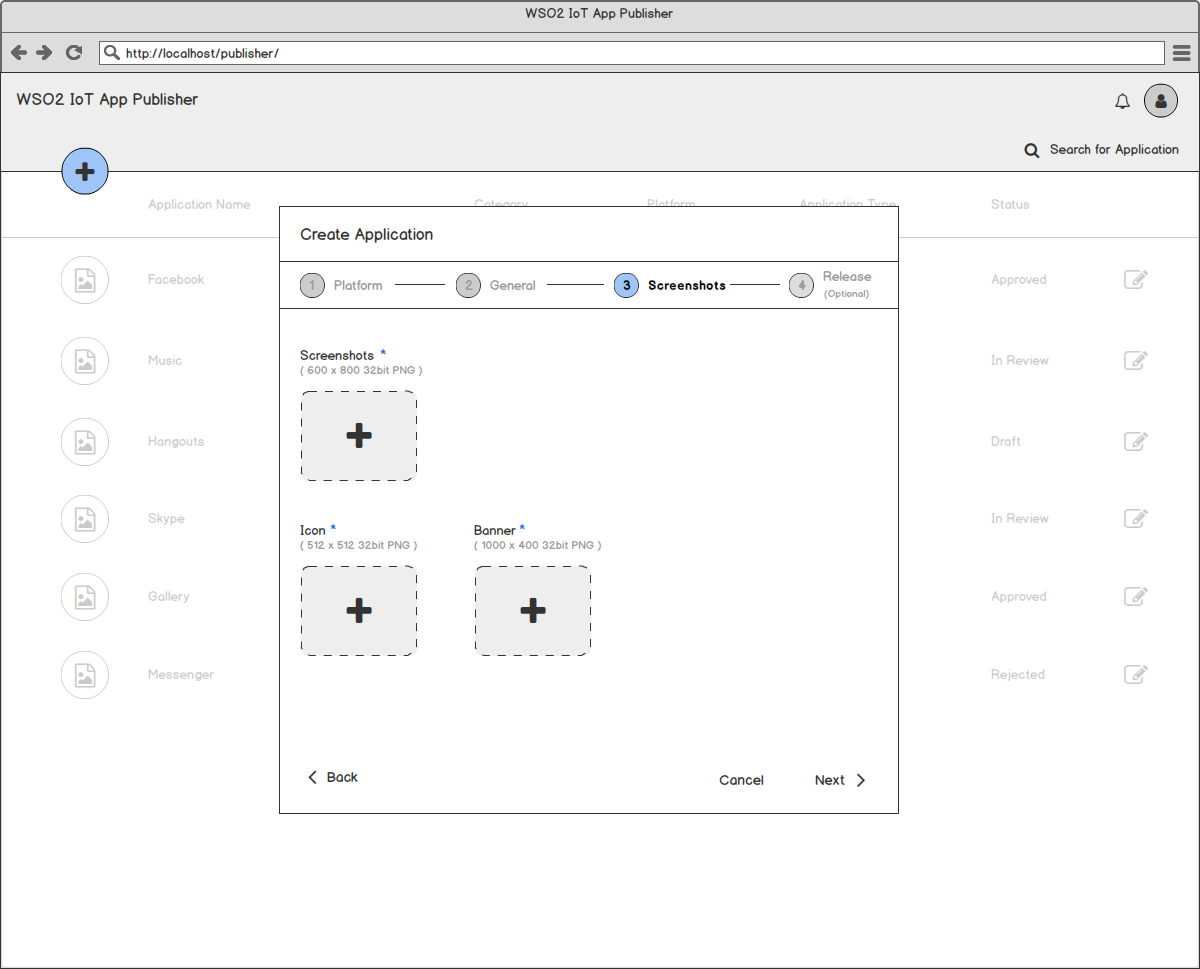 WSO2 IoT App Publisher
http://localhost/publisher/
WSO2 IoT App Publisher
Search for Application
Application Name Category Platform Application Type Status
Create Application
1 Platform 2 General 3 Screenshots 4 Release
(Optional)
Facebook Approved
Screenshots *
( 600 x 800 32bit PNG )
Music In Review
Hangouts Draft
Skype In Review
Icon * Banner *
( 512 x 512 32bit PNG ) ( 1000 x 400 32bit PNG )
Gallery Approved
Messenger Rejected
Back Cancel Next